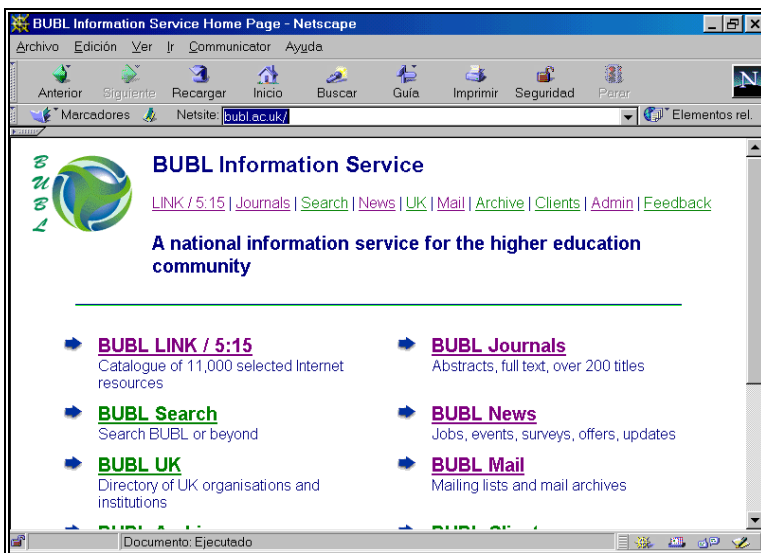 BUBL Information Service Home Page - Netscape
Archivo Edición Ver Ir Communicator Ayuda
Anterior Siguiente Recargar Inicio Buscar Guía Imprimir Seguridad Parar
N
Marcadores Netsite: bubl.ac.uk/ Elementos rel.
BUBL
BUBL Information Service
LINK / 5:15 | Journals | Search | News | UK | Mail | Archive | Clients | Admin | Feedback
A national information service for the higher education
community
BUBL LINK / 5:15
Catalogue of 11,000 selected Internet
resources
BUBL Journals
Abstracts, full text, over 200 titles
BUBL Search
Search BUBL or beyond
BUBL News
Jobs, events, surveys, offers, updates
BUBL UK
Directory of UK organisations and
institutions
BUBL Mail
Mailing lists and mail archives
Documento: Ejecutado